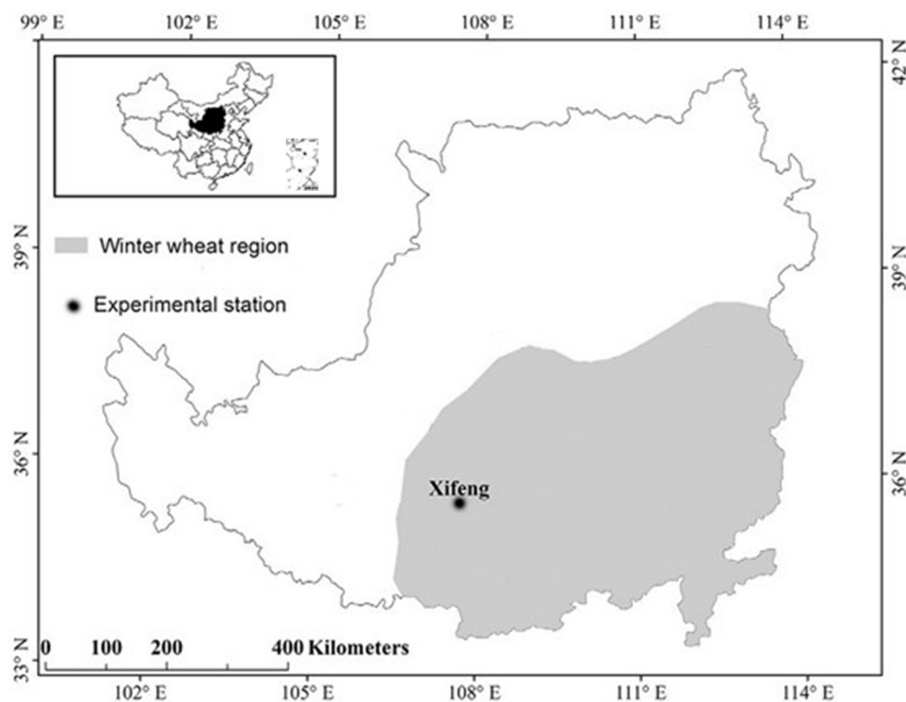 99° E 102° E 105° E 108° E 111° E 114° E
42° N
Winter wheat region
39° N
39° N
Experimental station
36° N
Xifeng
36° N
0 100 200 400 Kilometers
33° N
102° E 105° E 108° E 111° E 114° E